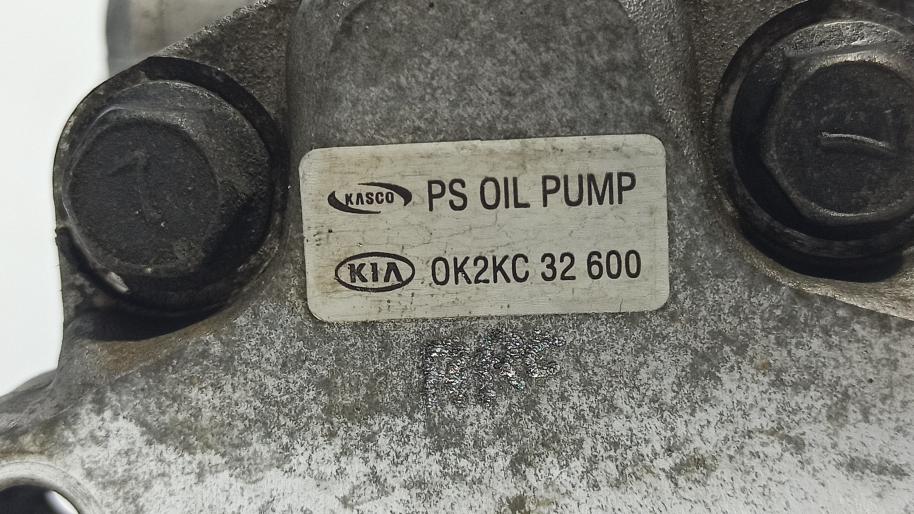 KASCO PS OIL PUMP
KIA 0K2KC 32 600